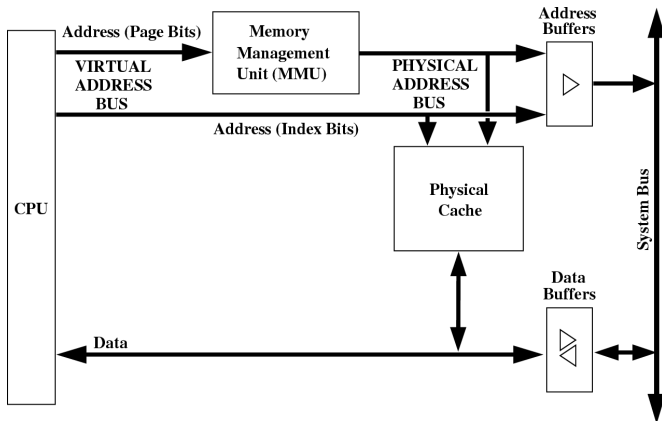 Address (Page Bits)
VIRTUAL
ADDRESS
BUS
Memory
Management
Unit (MMU)
PHYSICAL
ADDRESS
BUS
Address
Buffers
Address (Index Bits)
CPU
Physical
Cache
System Bus
Data
Buffers
Data